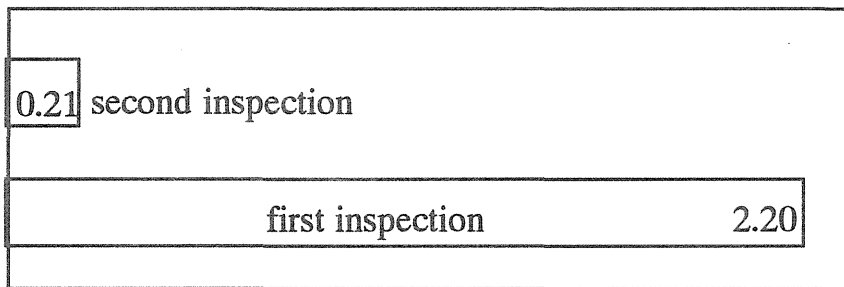 0.21 second inspection
first inspection 2.20